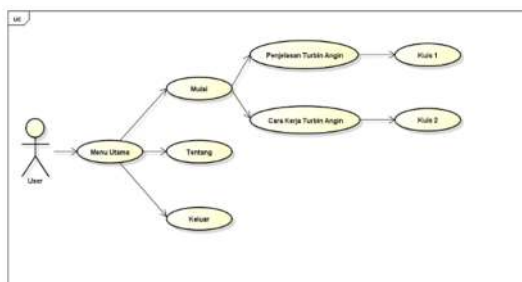 uc
Penjelasan Turbin Angin
Kuis 1
Mulai
Cara Kerja Turbin Angin
Kuis 2
User
Menu Utama
Tentang
Keluar